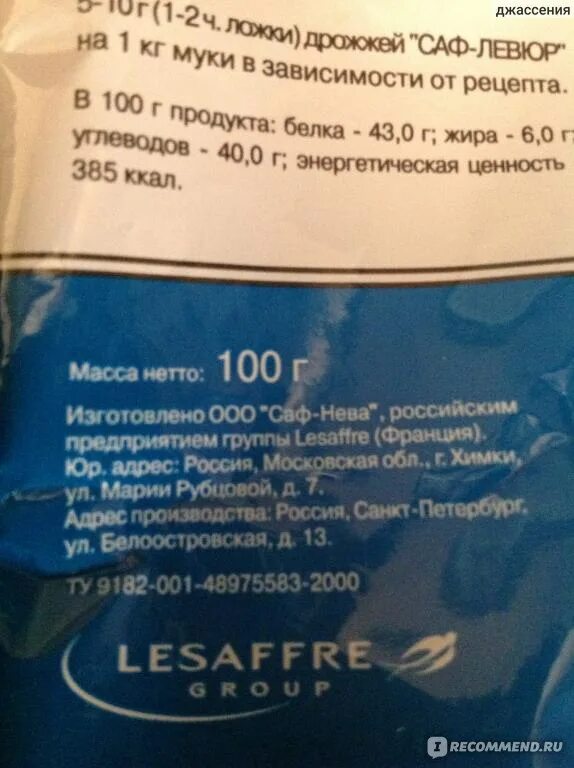 джассения
5-10г (1-2 ч. ложки) дрожжей "САФ-ЛЕВЮР"
на 1 кг муки в зависимости от рецепта.
В 100 г продукта: белка - 43,0 г; жира - 6,0 г;
углеводов - 40,0 г; энергетическая ценность
385 ккал.
Масса нетто: 100 г
Изготовлено ООО "Саф-Нева", российским
предприятием группы Lesaffre (Франция).
Юр. адрес: Россия, Московская обл., г. Химки,
ул. Марии Рубцовой, д. 7.
Адрес производства: Россия, Санкт-Петербург,
ул. Белоостровская, д. 13.
ТУ 9182-001-48975583-2000
LESAFFRE
GROUP
IRECOMMEND.RU